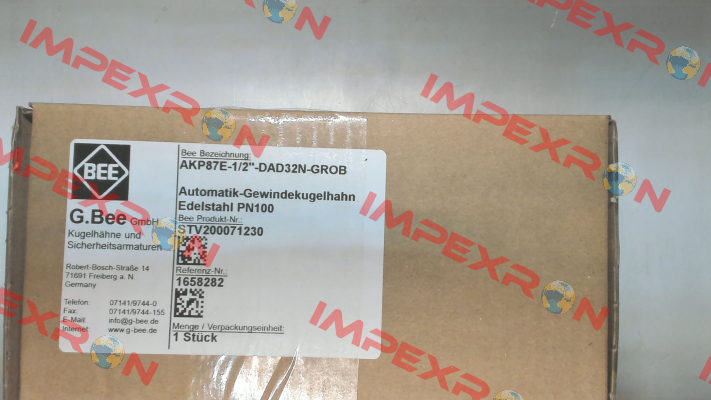 IMPEXRON
IMPEXRON
IMPEXRON
IMPEXRON
IMPEXRON
IMPEXRON
BEE
G.Bee GmbH
Kugelhähne und
Sicherheitsarmaturen
Robert-Bosch-Straße 14
71691 Freiberg a. N.
Germany
Telefon: 07141/9744-0
Fax: 07141/9744-155
E-Mail: info@g-bee.de
Internet: www.g-bee.de
Bee Bezeichnung:
AKP87E-1/2"-DAD32N-GROB
Automatik-Gewindekugelhahn
Edelstahl PN100
Bee Produkt-Nr.:
STV200071230
Referenz-Nr.:
1658282
Menge / Verpackungseinheit:
1 Stück